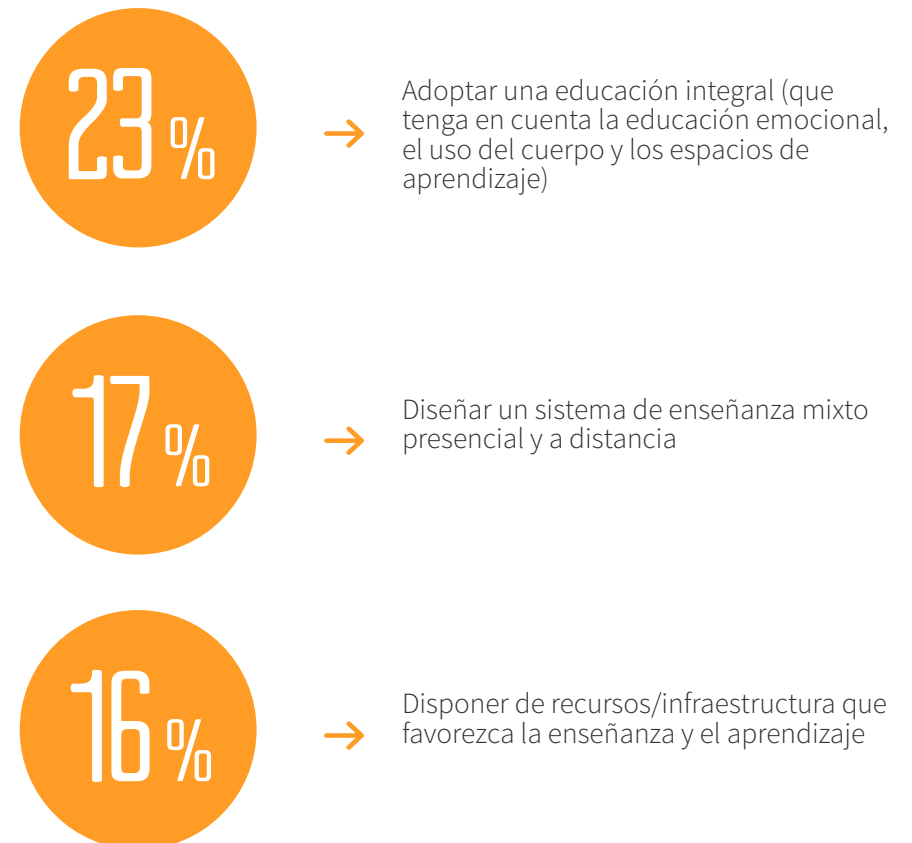 23 %
Adoptar una educación integral (que
tenga en cuenta la educación emocional,
el uso del cuerpo y los espacios de
aprendizaje)
17 %
Diseñar un sistema de enseñanza mixto
presencial y a distancia
16 %
Disponer de recursos/infraestructura que
favorezca la enseñanza y el aprendizaje